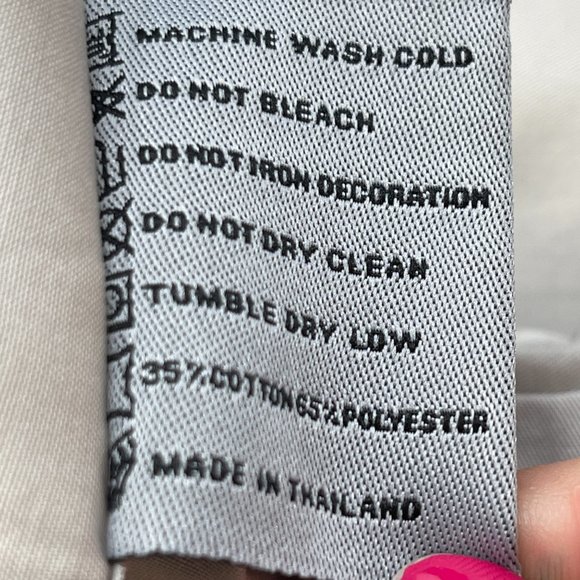 MACHINE WASH COLD
DO NOT BLEACH
DO NOT IRON DECORATION
DO NOT DRY CLEAN
TUMBLE DRY LOW
35%COTTON65%POLYESTER
MADE IN THAILAND